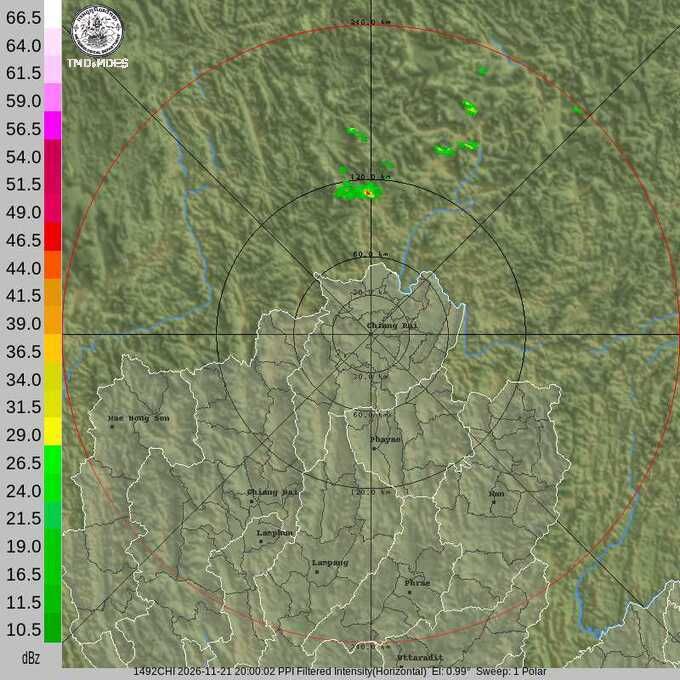 66.5
64.0
61.5
59.0
56.5
54.0
51.5
49.0
46.5
44.0
41.5
39.0
36.5
34.0
31.5
29.0
26.5
24.0
21.5
19.0
16.5
11.5
10.5
dBz
TMD:MDES
240.0 km
120.0 km
60.0 km
30.0 km
Chiang Rai
30.0 km
60.0 km
Mae Hong Son
Phayao
120.0 km
Chiang Mai
Nan
Lamphun
Lampang
Phrae
Uttaradit
1492CHI 2026-11-21 20:00:02 PPI Filtered Intensity(Horizontal) El: 0.99° Sweep: 1 Polar